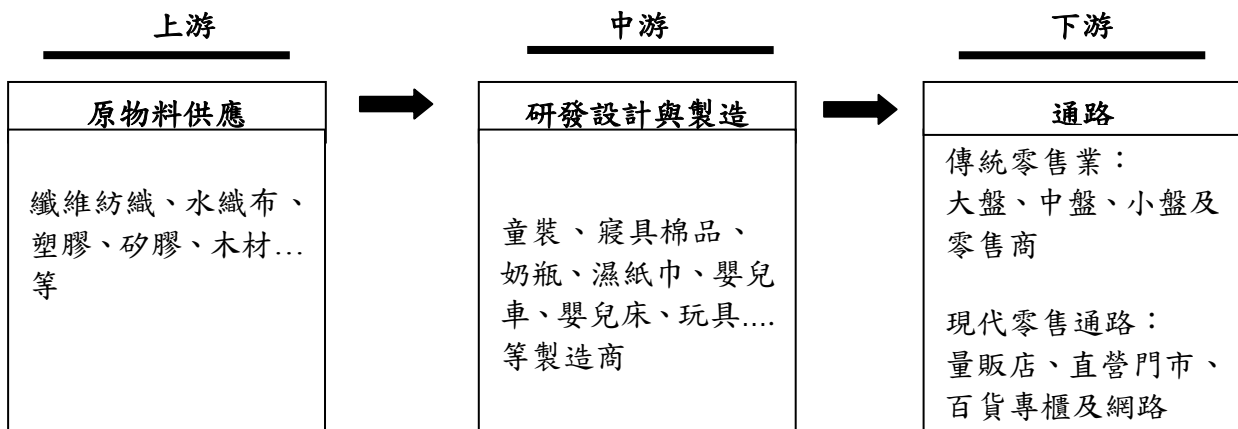 上游
原物料供應
纖維紡織、水織布、
塑膠、矽膠、木材…
等
中游
研發設計與製造
童裝、寢具棉品、
奶瓶、濕紙巾、嬰兒
車、嬰兒床、玩具....
等製造商
下游
通路
傳統零售業：
大盤、中盤、小盤及
零售商
現代零售通路：
量販店、直營門市、
百貨專櫃及網路